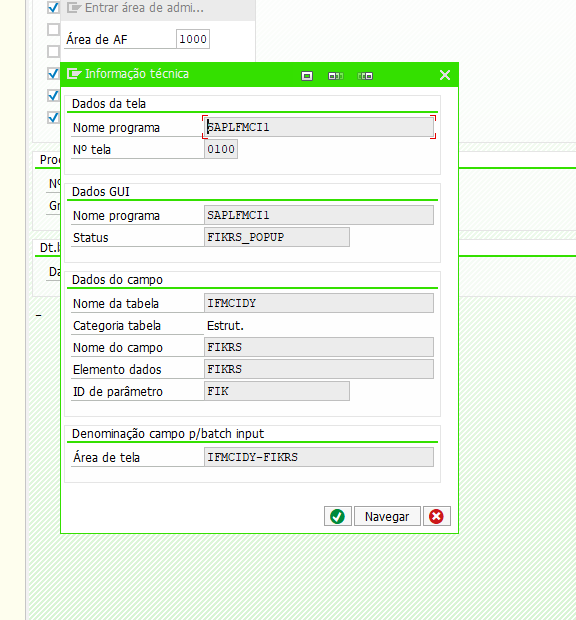 Entrar área de admi...
Área de AF 1000
Informação técnica
Dados da tela
Nome programa SAPLFMCI1
Nº tela 0100
Dados GUI
Nome programa SAPLFMCI1
Status FIKRS_POPUP
Dados do campo
Nome da tabela IFMCIDY
Categoria tabela Estrut.
Nome do campo FIKRS
Elemento dados FIKRS
ID de parâmetro FIK
Denominação campo p/batch input
Área de tela IFMCIDY-FIKRS
Navegar
Proc
Nº
Gr
Dt.l
Da